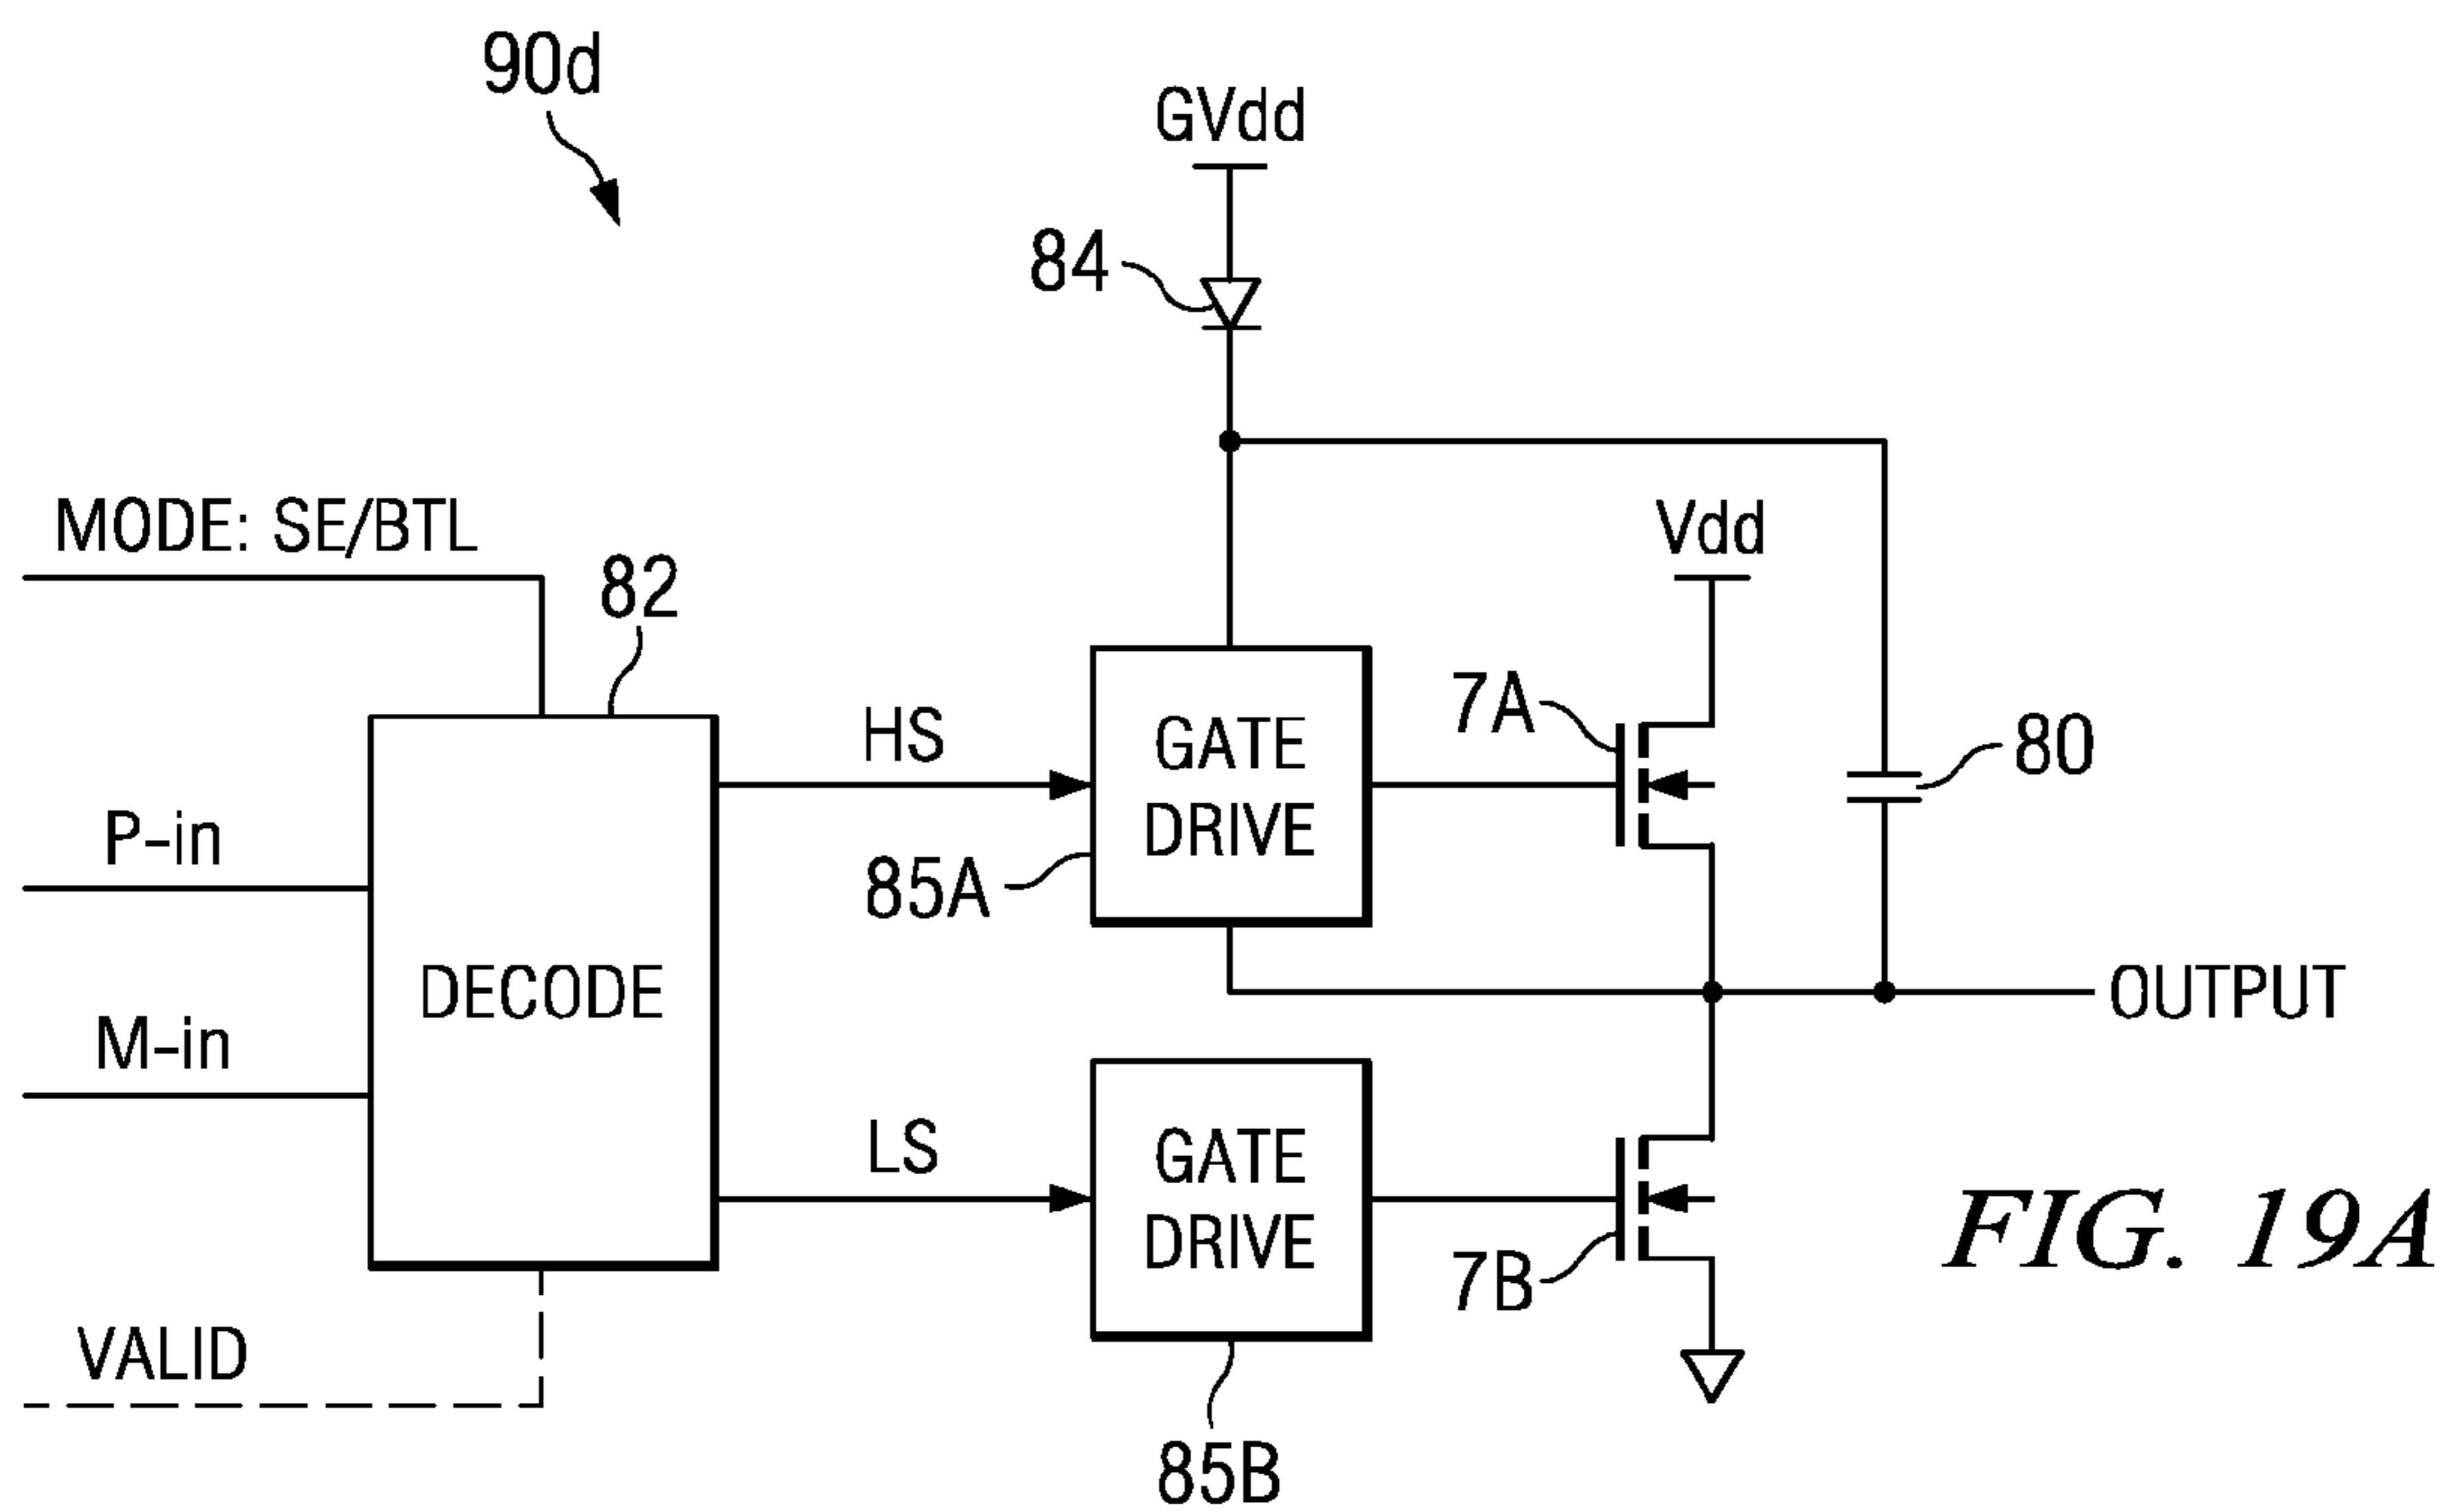 90d
GVdd
84
MODE: SE/BTL
82
Vdd
HS
7A
GATE
DRIVE
80
P-in
85A
DECODE
OUTPUT
M-in
LS
GATE
DRIVE
7B
VALID
85B
FIG. 19A